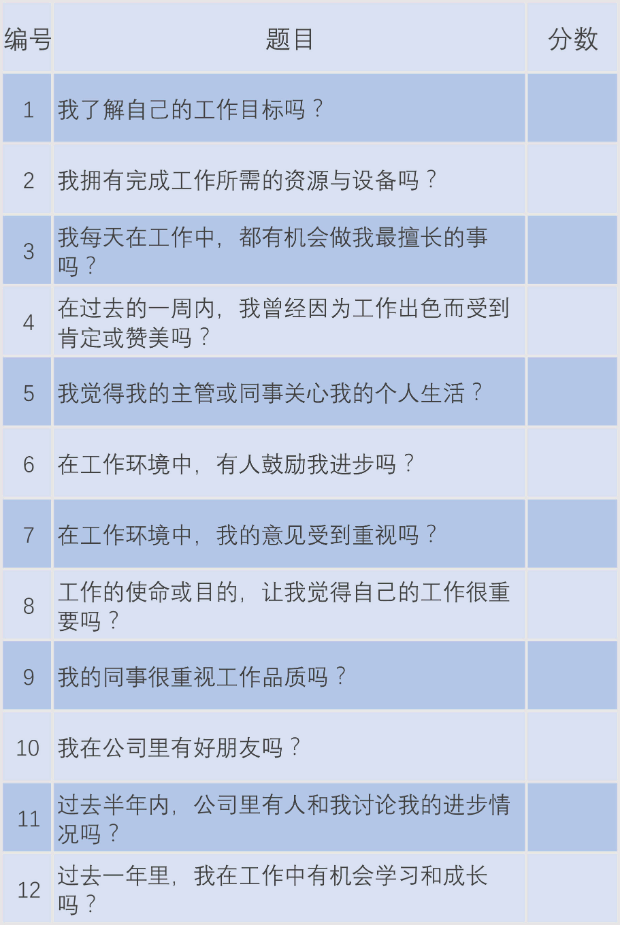 编号 题目 分数
1 我了解自己的工作目标吗？
2 我拥有完成工作所需的资源与设备吗？
3 我每天在工作中，都有机会做我最擅长的事
吗？
4 在过去的一周内，我曾经因为工作出色而受到
肯定或赞美吗？
5 我觉得我的主管或同事关心我的个人生活？
6 在工作环境中，有人鼓励我进步吗？
7 在工作环境中，我的意见受到重视吗？
8 工作的使命或目的，让我觉得自己的工作很重
要吗？
9 我的同事很重视工作品质吗？
10 我在公司里有好朋友吗？
11 过去半年内，公司里有人和我讨论我的进步情
况吗？
12 过去一年里，我在工作中有机会学习和成长
吗？